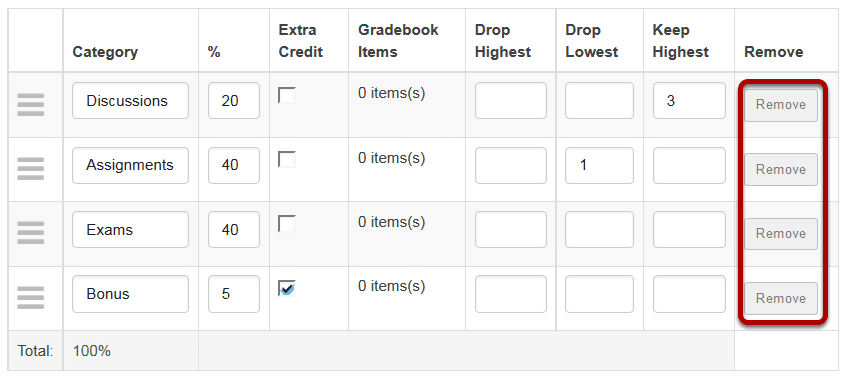 Category % Extra Credit Gradebook Items Drop Highest Drop Lowest Keep Highest Remove
Discussions 20 0 items(s) 3 Remove
Assignments 40 0 items(s) 1 Remove
Exams 40 0 items(s) Remove
Bonus 5 0 items(s) Remove
Total: 100%